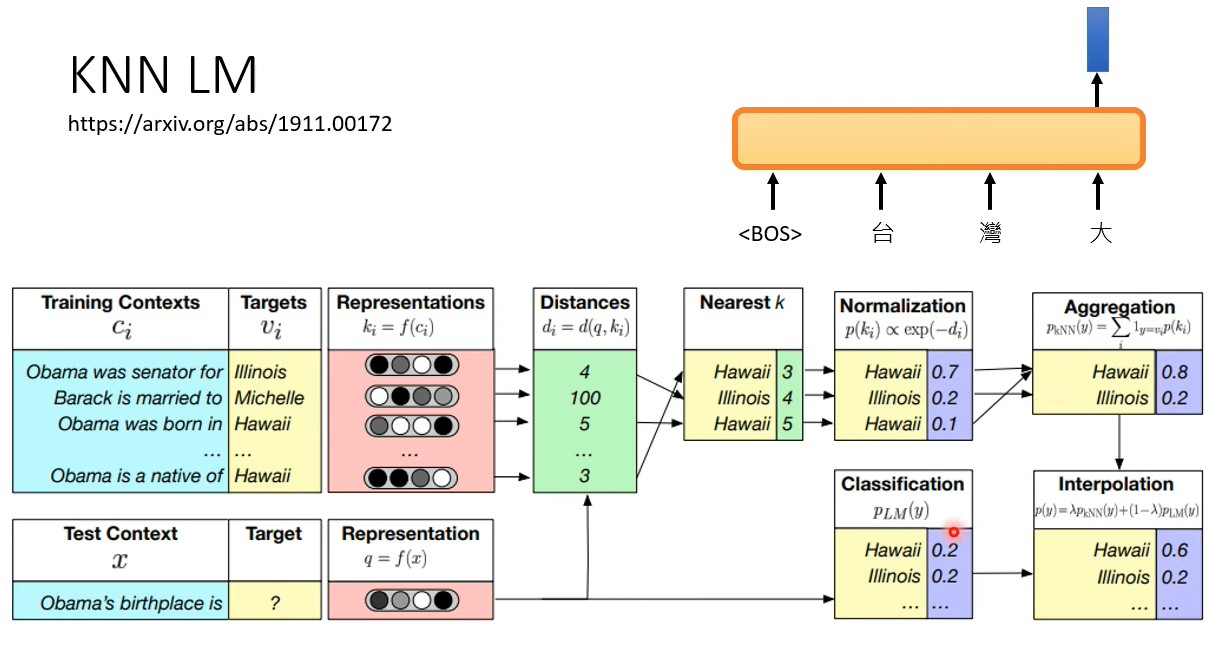 KNN LM
https://arxiv.org/abs/1911.00172
<BOS> 台 灣 大
Training Contexts Targets Representations Distances Nearest k Normalization Aggregation
c_i v_i k_i = f(c_i) d_i = d(q, k_i) p(k_i) ∝ exp(−d_i) p_kNN(y) = ∑_i 1_{y=v_i} p(k_i)
Obama was senator for Illinois 4 Hawaii 3 Hawaii 0.7 Hawaii 0.8
Barack is married to Michelle 100 Illinois 4 Illinois 0.2 Illinois 0.2
Obama was born in Hawaii 5 Hawaii 5 Hawaii 0.1
... ... ... ...
Obama is a native of Hawaii 3
Classification Interpolation
p_LM(y) p(y) = λp_kNN(y) + (1−λ)p_LM(y)
Test Context Target Representation
x q = f(x)
Hawaii 0.2 Hawaii 0.6
Illinois 0.2 Illinois 0.2
Obama's birthplace is ? ... ... ... ...